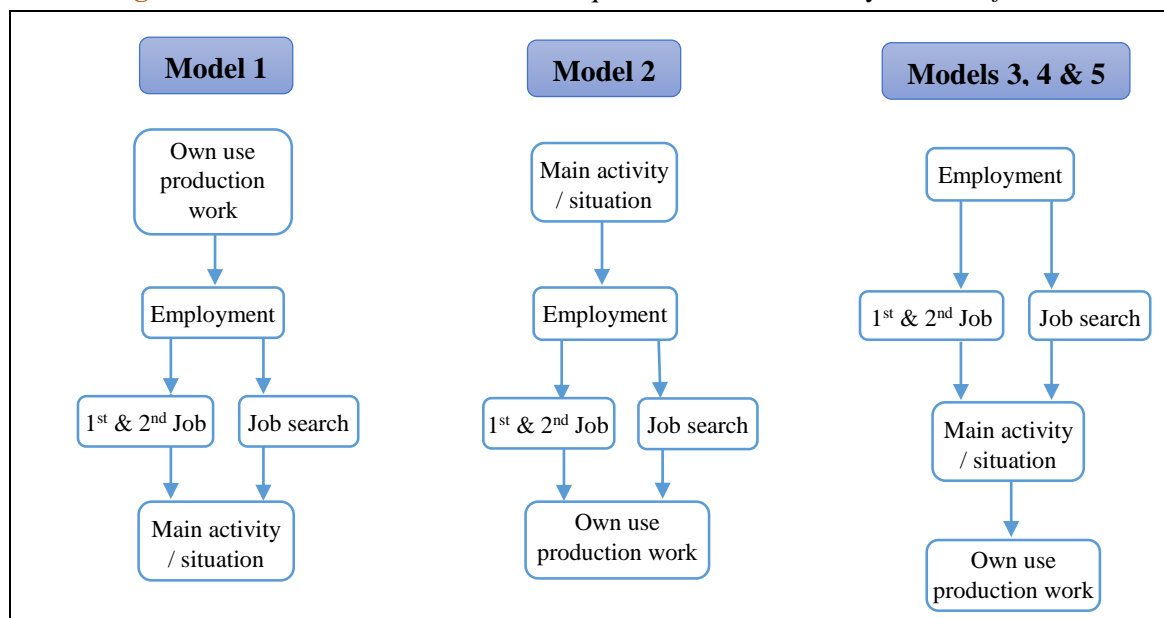 Model 1
Own use
production
work
Employment
1st & 2nd Job
Job search
Main activity
/ situation
Model 2
Main activity
/ situation
Employment
1st & 2nd Job
Job search
Own use
production work
Models 3, 4 & 5
Employment
1st & 2nd Job
Job search
Main activity
/ situation
Own use
production work